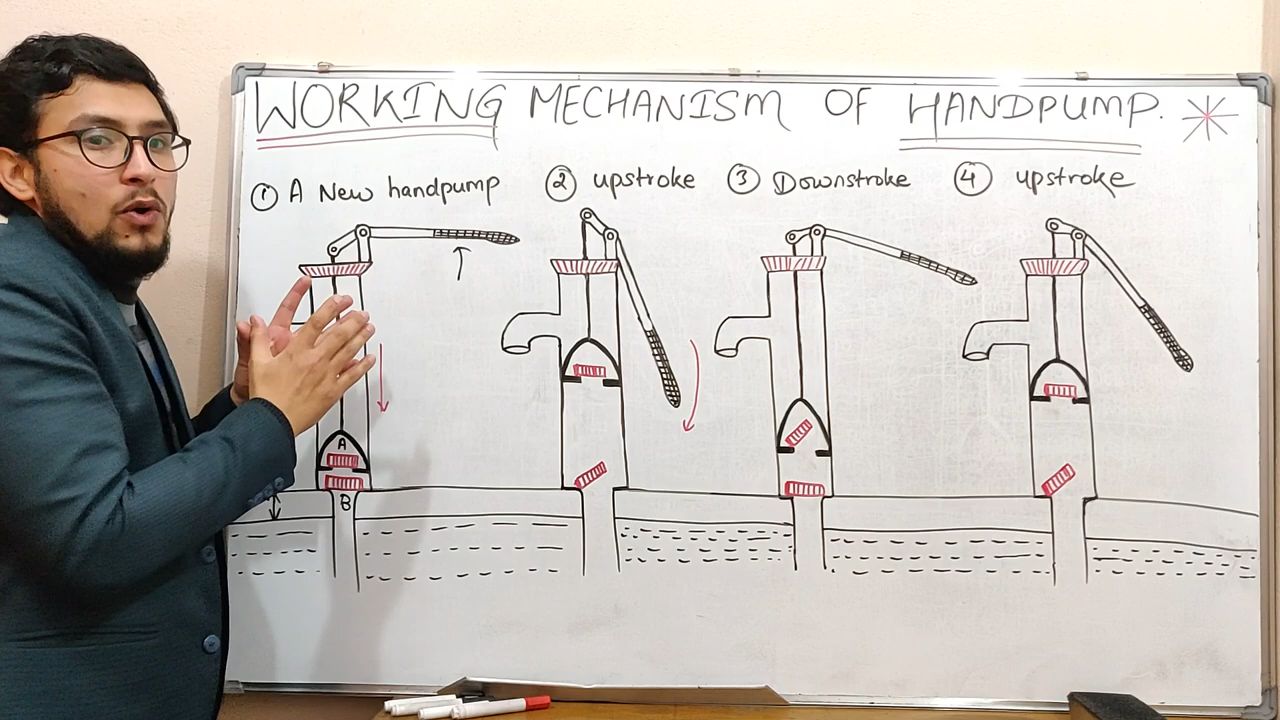 WORKING MECHANISM OF HANDPUMP.
① A New handpump
② upstroke
③ Downstroke
④ upstroke
A
B